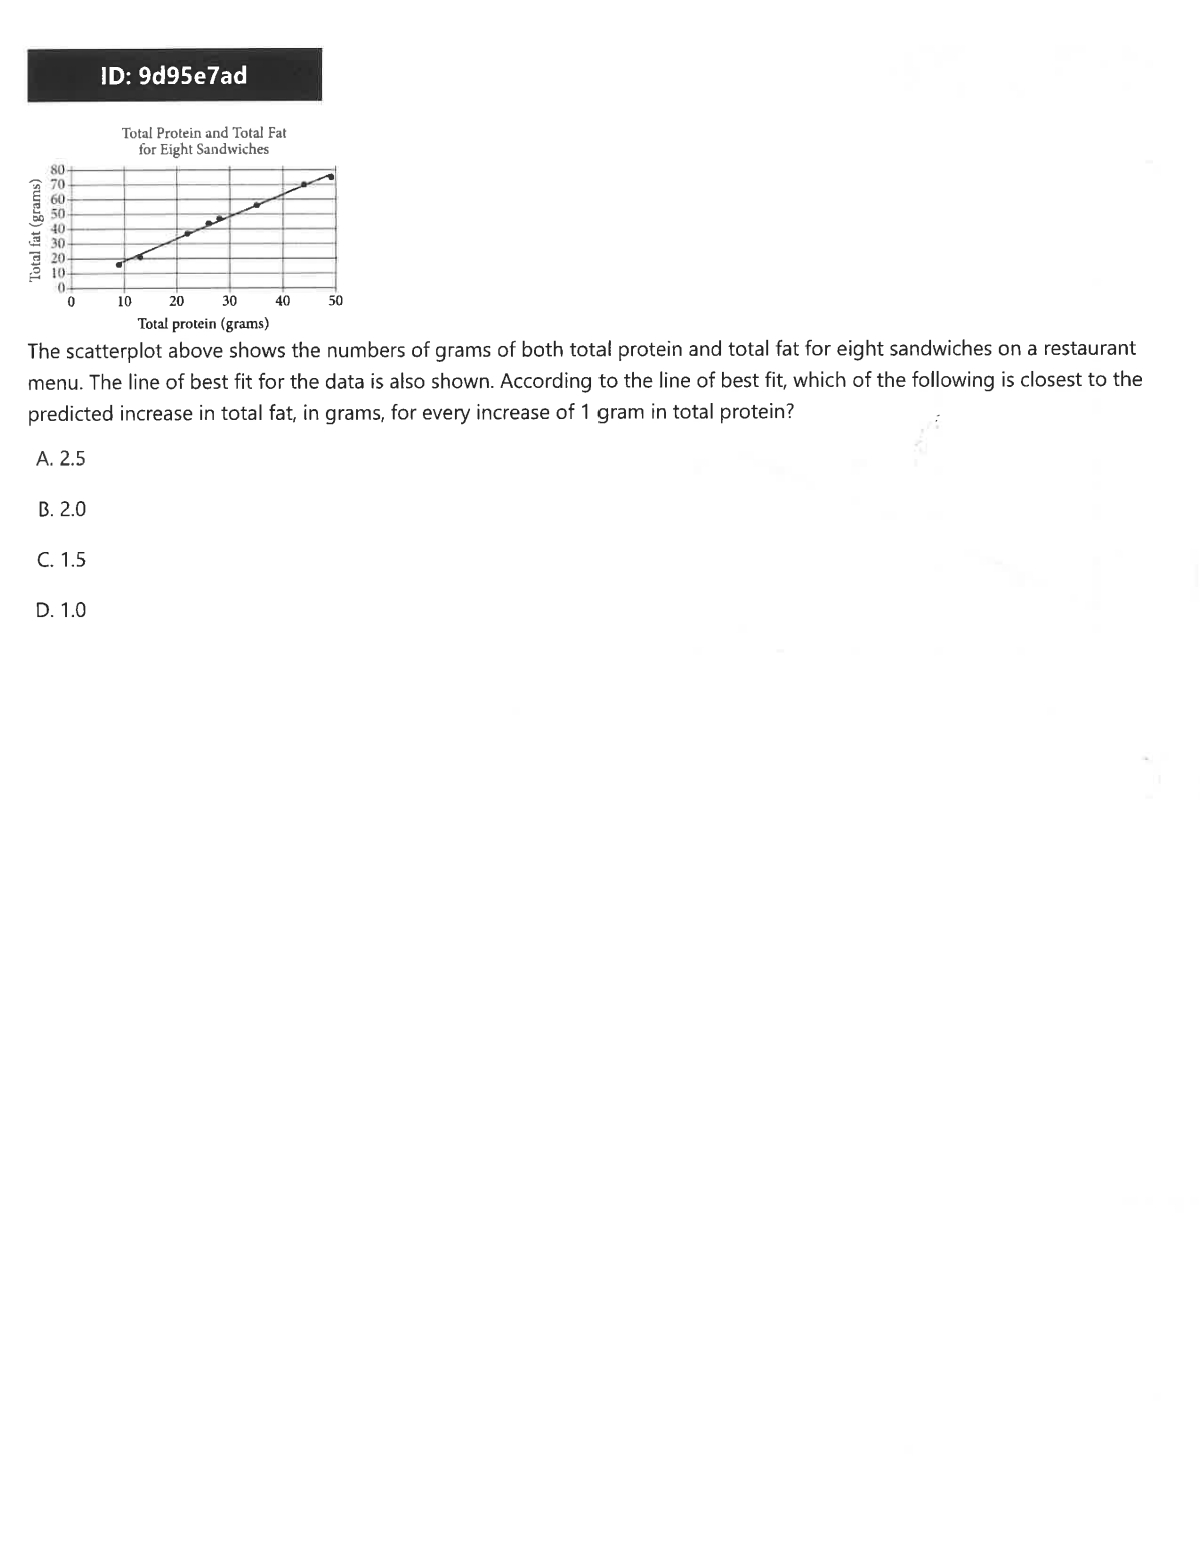 ID: 9d95e7ad
Total Protein and Total Fat
for Eight Sandwiches
Total fat (grams)
80
70
60
50
40
30
20
10
0
0 10 20 30 40 50
Total protein (grams)
The scatterplot above shows the numbers of grams of both total protein and total fat for eight sandwiches on a restaurant
menu. The line of best fit for the data is also shown. According to the line of best fit, which of the following is closest to the
predicted increase in total fat, in grams, for every increase of 1 gram in total protein?
A. 2.5
B. 2.0
C. 1.5
D. 1.0